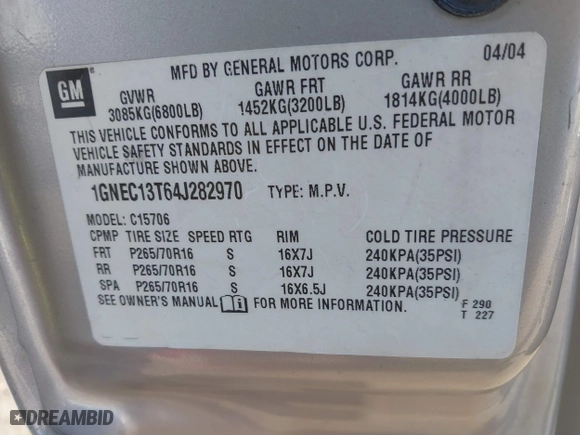 GM
MFD BY GENERAL MOTORS CORP. 04/04
GVWR GAWR FRT GAWR RR
3085KG(6800LB) 1452KG(3200LB) 1814KG(4000LB)
THIS VEHICLE CONFORMS TO ALL APPLICABLE U.S. FEDERAL MOTOR
VEHICLE SAFETY STANDARDS IN EFFECT ON THE DATE OF
MANUFACTURE SHOWN ABOVE.
1GNEC13T64J282970 TYPE: M.P.V.
MODEL: C15706
CPMP TIRE SIZE SPEED RTG RIM COLD TIRE PRESSURE
FRT P265/70R16 S 16X7J 240KPA(35PSI)
RR P265/70R16 S 16X7J 240KPA(35PSI)
SPA P265/70R16 S 16X6.5J 240KPA(35PSI)
SEE OWNER'S MANUAL FOR MORE INFORMATION. F 290
T 227
DREAMBID